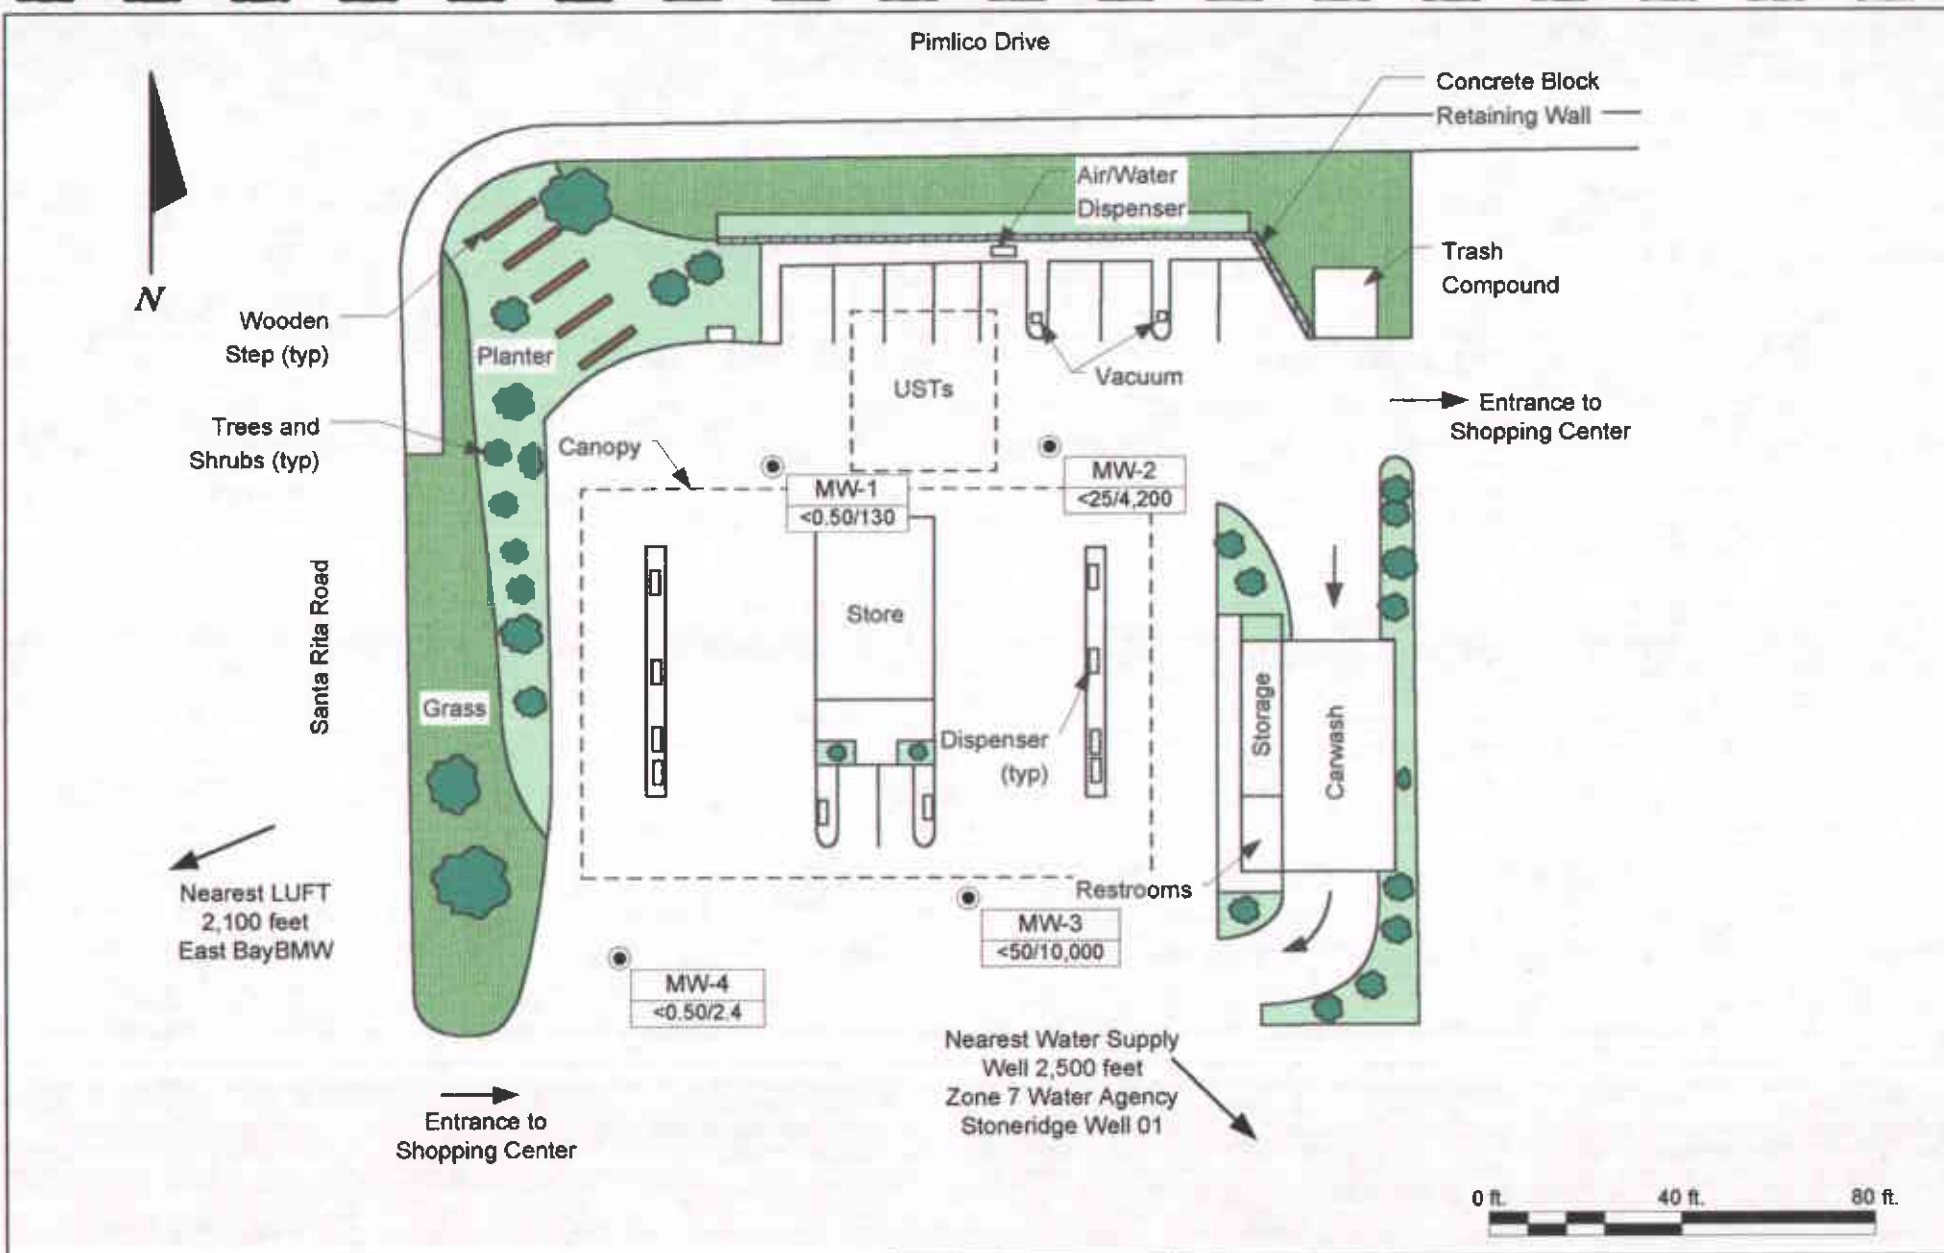 Pimlico Drive
Concrete Block
Retaining Wall
Air/Water
Dispenser
Trash
Compound
N
Wooden
Step (typ)
Planter
USTs
Vacuum
Entrance to
Shopping Center
Trees and
Shrubs (typ)
Canopy
MW-1
<0.50/130
MW-2
<25/4,200
Santa Rita Road
Store
Grass
Dispenser
(typ)
Storage
Carwash
Nearest LUFT
2,100 feet
East BayBMW
Restrooms
MW-3
<50/10,000
MW-4
<0.50/2.4
Nearest Water Supply
Well 2,500 feet
Zone 7 Water Agency
Stoneridge Well 01
Entrance to
Shopping Center
0 ft.
40 ft.
80 ft.